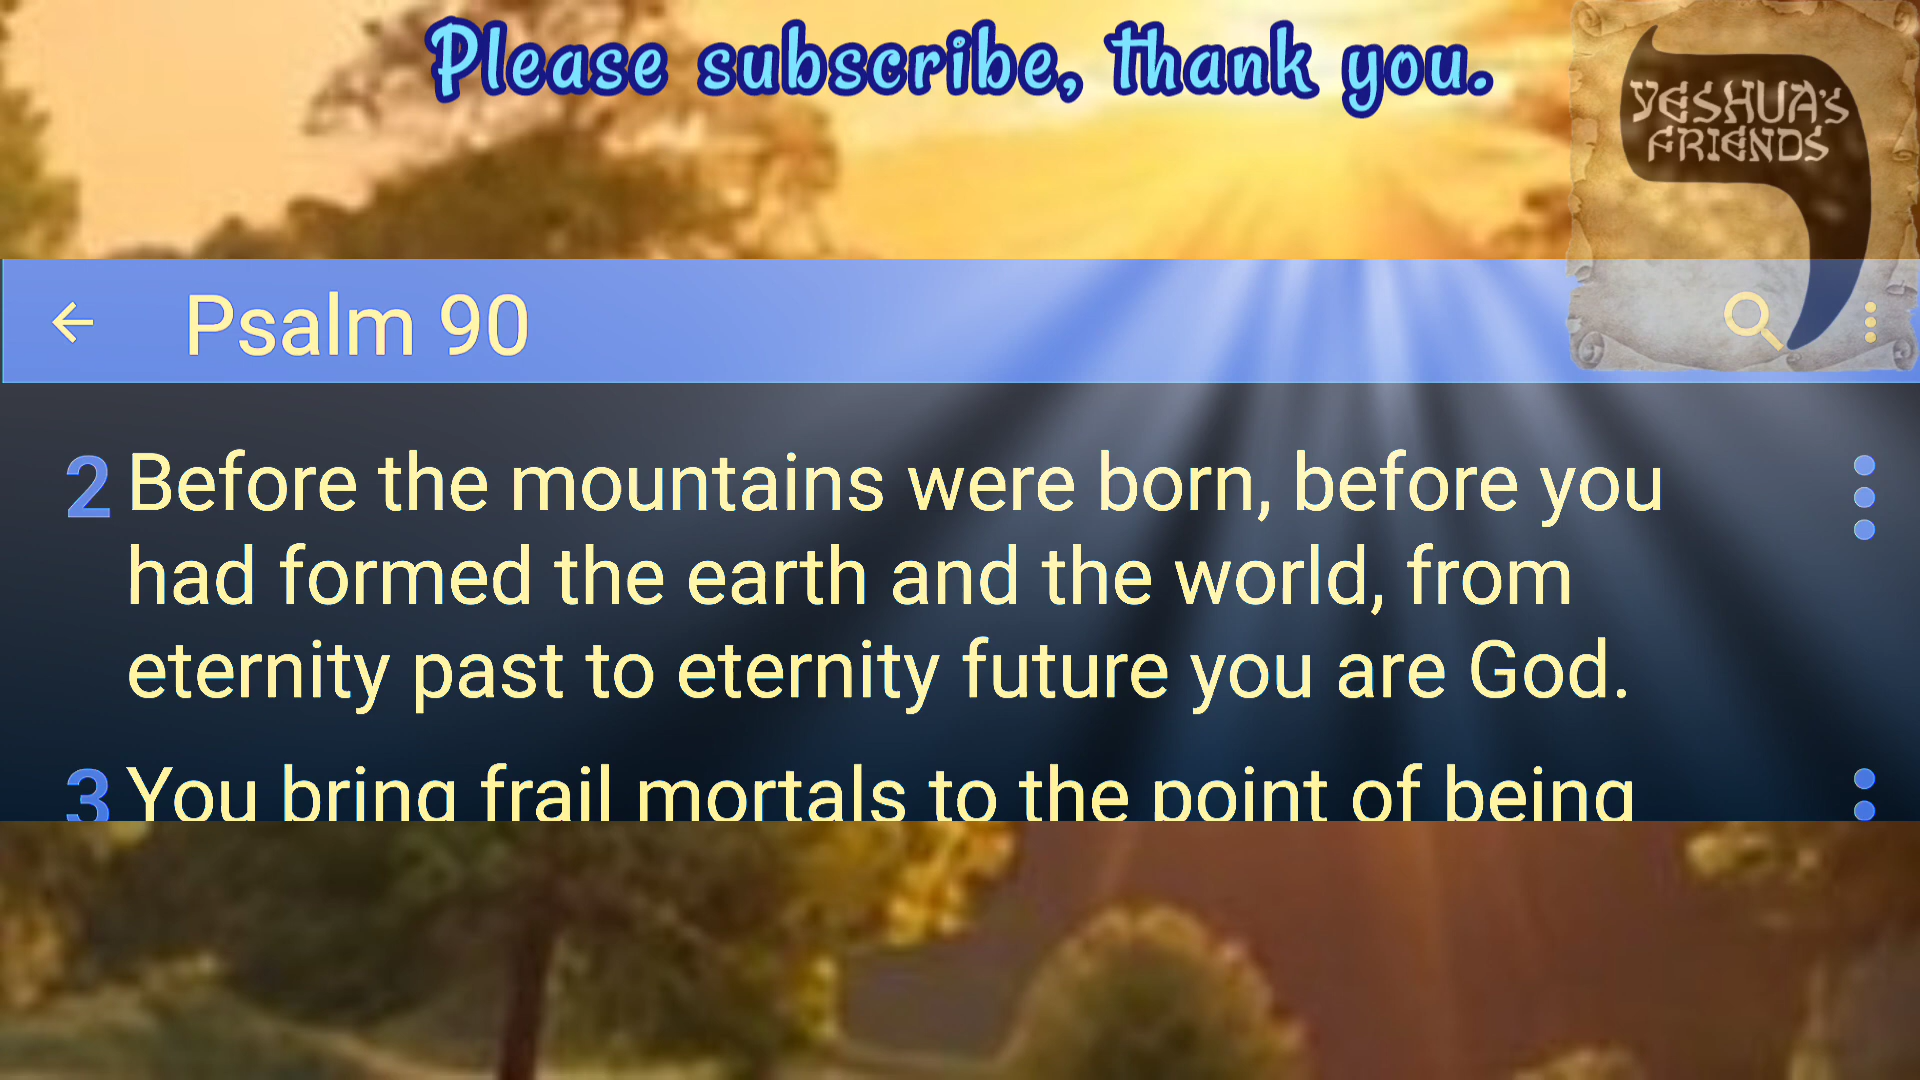 Please subscribe, thank you.
YESHUA'S
FRIENDS
Psalm 90
2 Before the mountains were born, before you
had formed the earth and the world, from
eternity past to eternity future you are God.
3 You bring frail mortals to the point of being